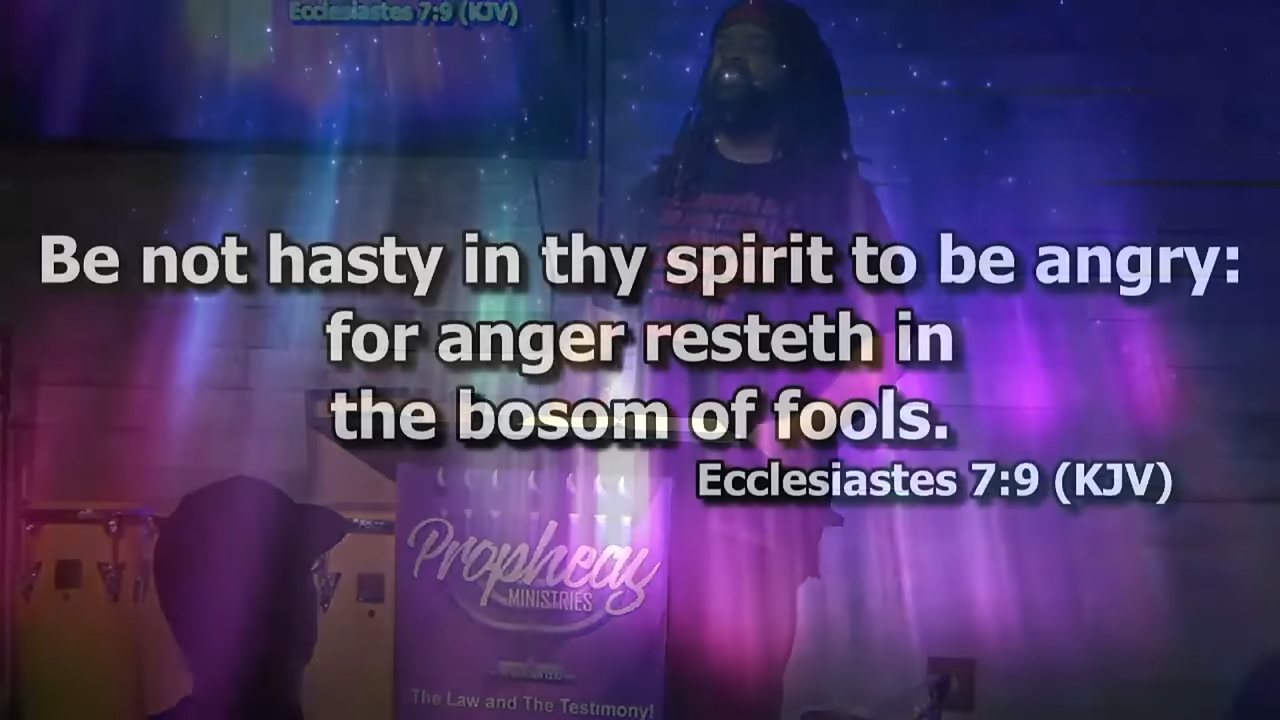 Ecclesiastes 7:9 (KJV)
Be not hasty in thy spirit to be angry:
for anger resteth in
the bosom of fools.
Ecclesiastes 7:9 (KJV)
Prophecy
MINISTRIES
The Law and The Testimony!